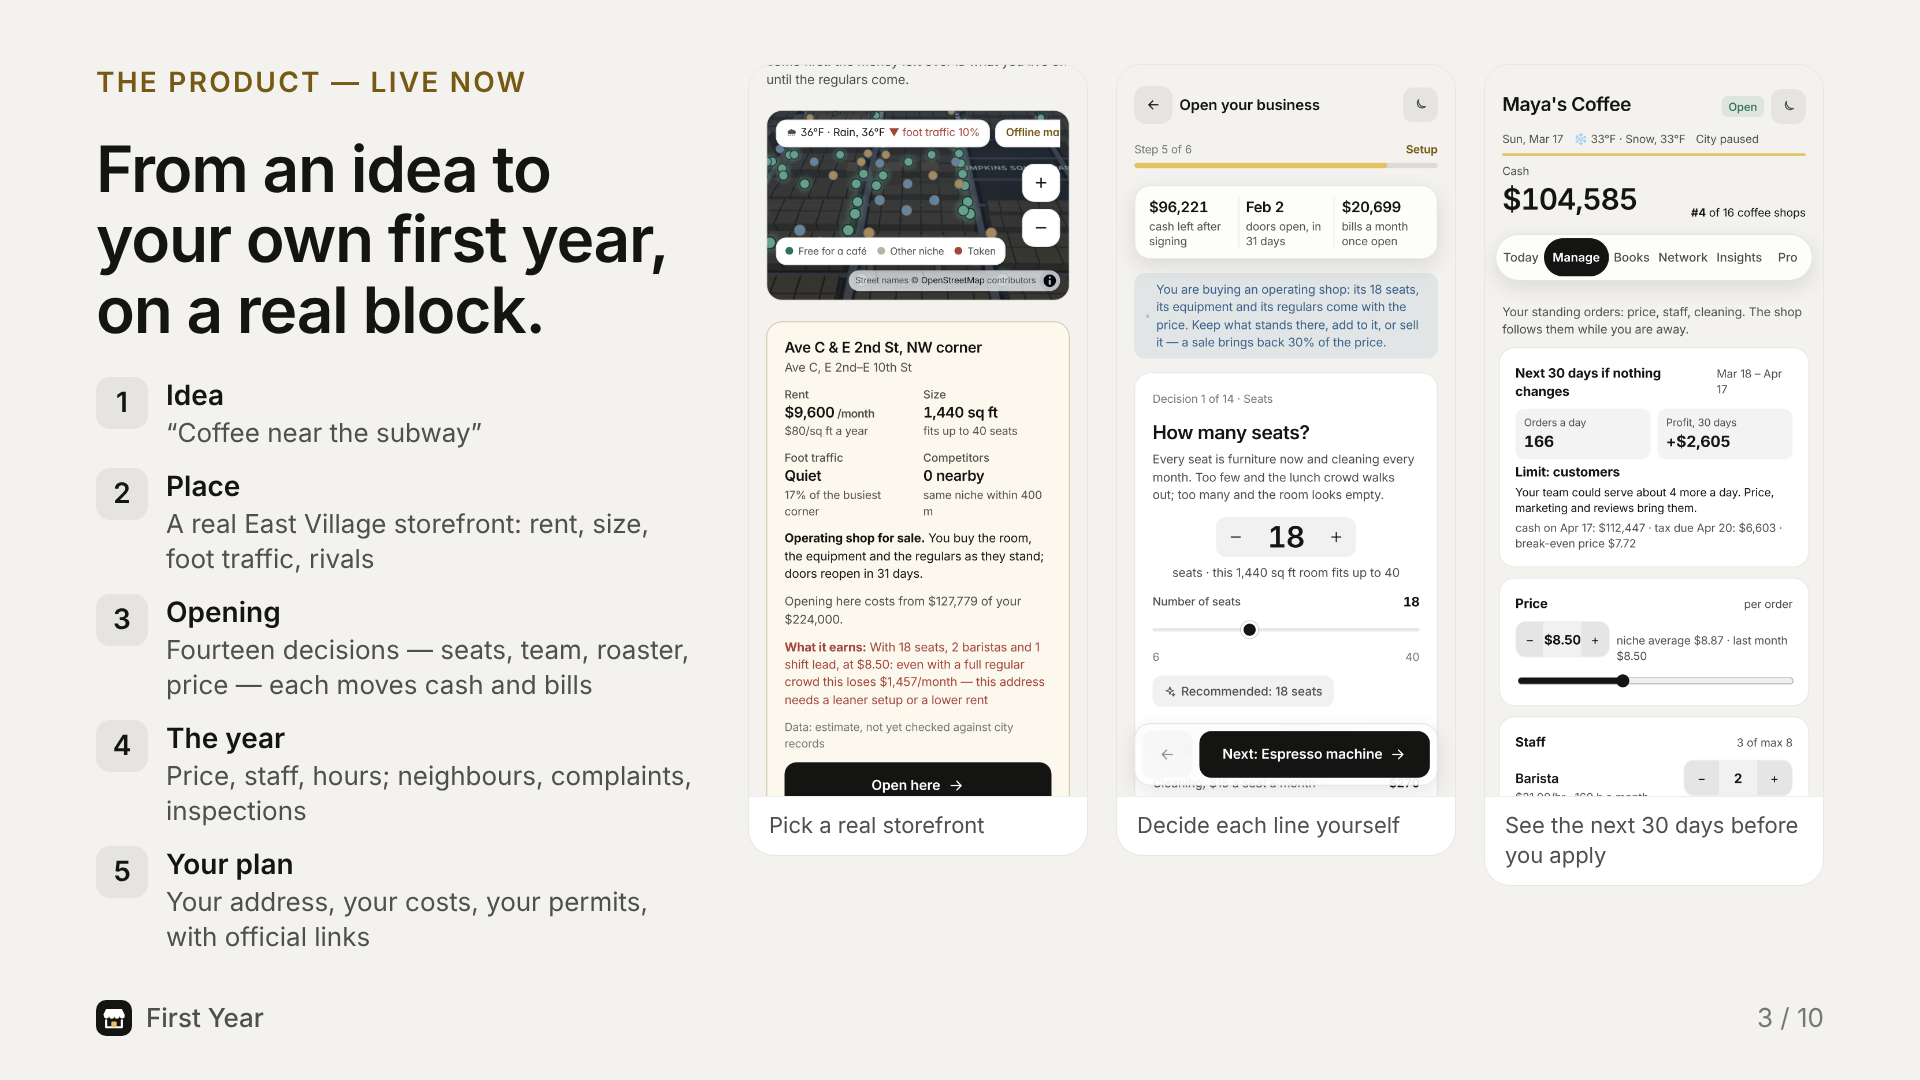 THE PRODUCT — LIVE NOW
From an idea to
your own first year,
on a real block.
1
Idea
“Coffee near the subway”
2
Place
A real East Village storefront: rent, size,
foot traffic, rivals
3
Opening
Fourteen decisions — seats, team, roaster,
price — each moves cash and bills
4
The year
Price, staff, hours; neighbours, complaints,
inspections
5
Your plan
Your address, your costs, your permits,
with official links
until the regulars come.
36°F · Rain, 36°F ▼ foot traffic 10%
Offline ma
+
−
Free for a café
Other niche
Taken
Street names © OpenStreetMap contributors
Ave C & E 2nd St, NW corner
Ave C, E 2nd–E 10th St
Rent
Size
$9,600 /month
1,440 sq ft
$80/sq ft a year
fits up to 40 seats
Foot traffic
Competitors
Quiet
0 nearby
17% of the busiest
corner
same niche within 400
m
Operating shop for sale. You buy the room,
the equipment and the regulars as they stand;
doors reopen in 31 days.
Opening here costs from $127,779 of your
$224,000.
What it earns: With 18 seats, 2 baristas and 1
shift lead, at $8.50: even with a full regular
crowd this loses $1,457/month — this address
needs a leaner setup or a lower rent
Data: estimate, not yet checked against city
records
Open here →
Pick a real storefront
← Open your business
Step 5 of 6
Setup
$96,221
cash left after
signing
Feb 2
doors open, in
31 days
$20,699
bills a month
once open
You are buying an operating shop: its 18 seats,
its equipment and its regulars come with the
price. Keep what stands there, add to it, or sell
it — a sale brings back 30% of the price.
Decision 1 of 14 · Seats
How many seats?
Every seat is furniture now and cleaning every
month. Too few and the lunch crowd walks
out; too many and the room looks empty.
− 18 +
seats · this 1,440 sq ft room fits up to 40
Number of seats
18
6
40
Recommended: 18 seats
←
Next: Espresso machine →
Decide each line yourself
Maya's Coffee
Open
Sun, Mar 17
33°F · Snow, 33°F
City paused
Cash
$104,585
#4 of 16 coffee shops
Today Manage Books Network Insights Pro
Your standing orders: price, staff, cleaning. The shop
follows them while you are away.
Next 30 days if nothing
changes
Mar 18 – Apr
17
Orders a day
166
Profit, 30 days
+$2,605
Limit: customers
Your team could serve about 4 more a day. Price,
marketing and reviews bring them.
cash on Apr 17: $112,447 · tax due Apr 20: $6,603 ·
break-even price $7.72
Price
per order
− $8.50 +
niche average $8.87 · last month
$8.50
Staff
3 of max 8
Barista
− 2 +
See the next 30 days before
you apply
First Year
3 / 10